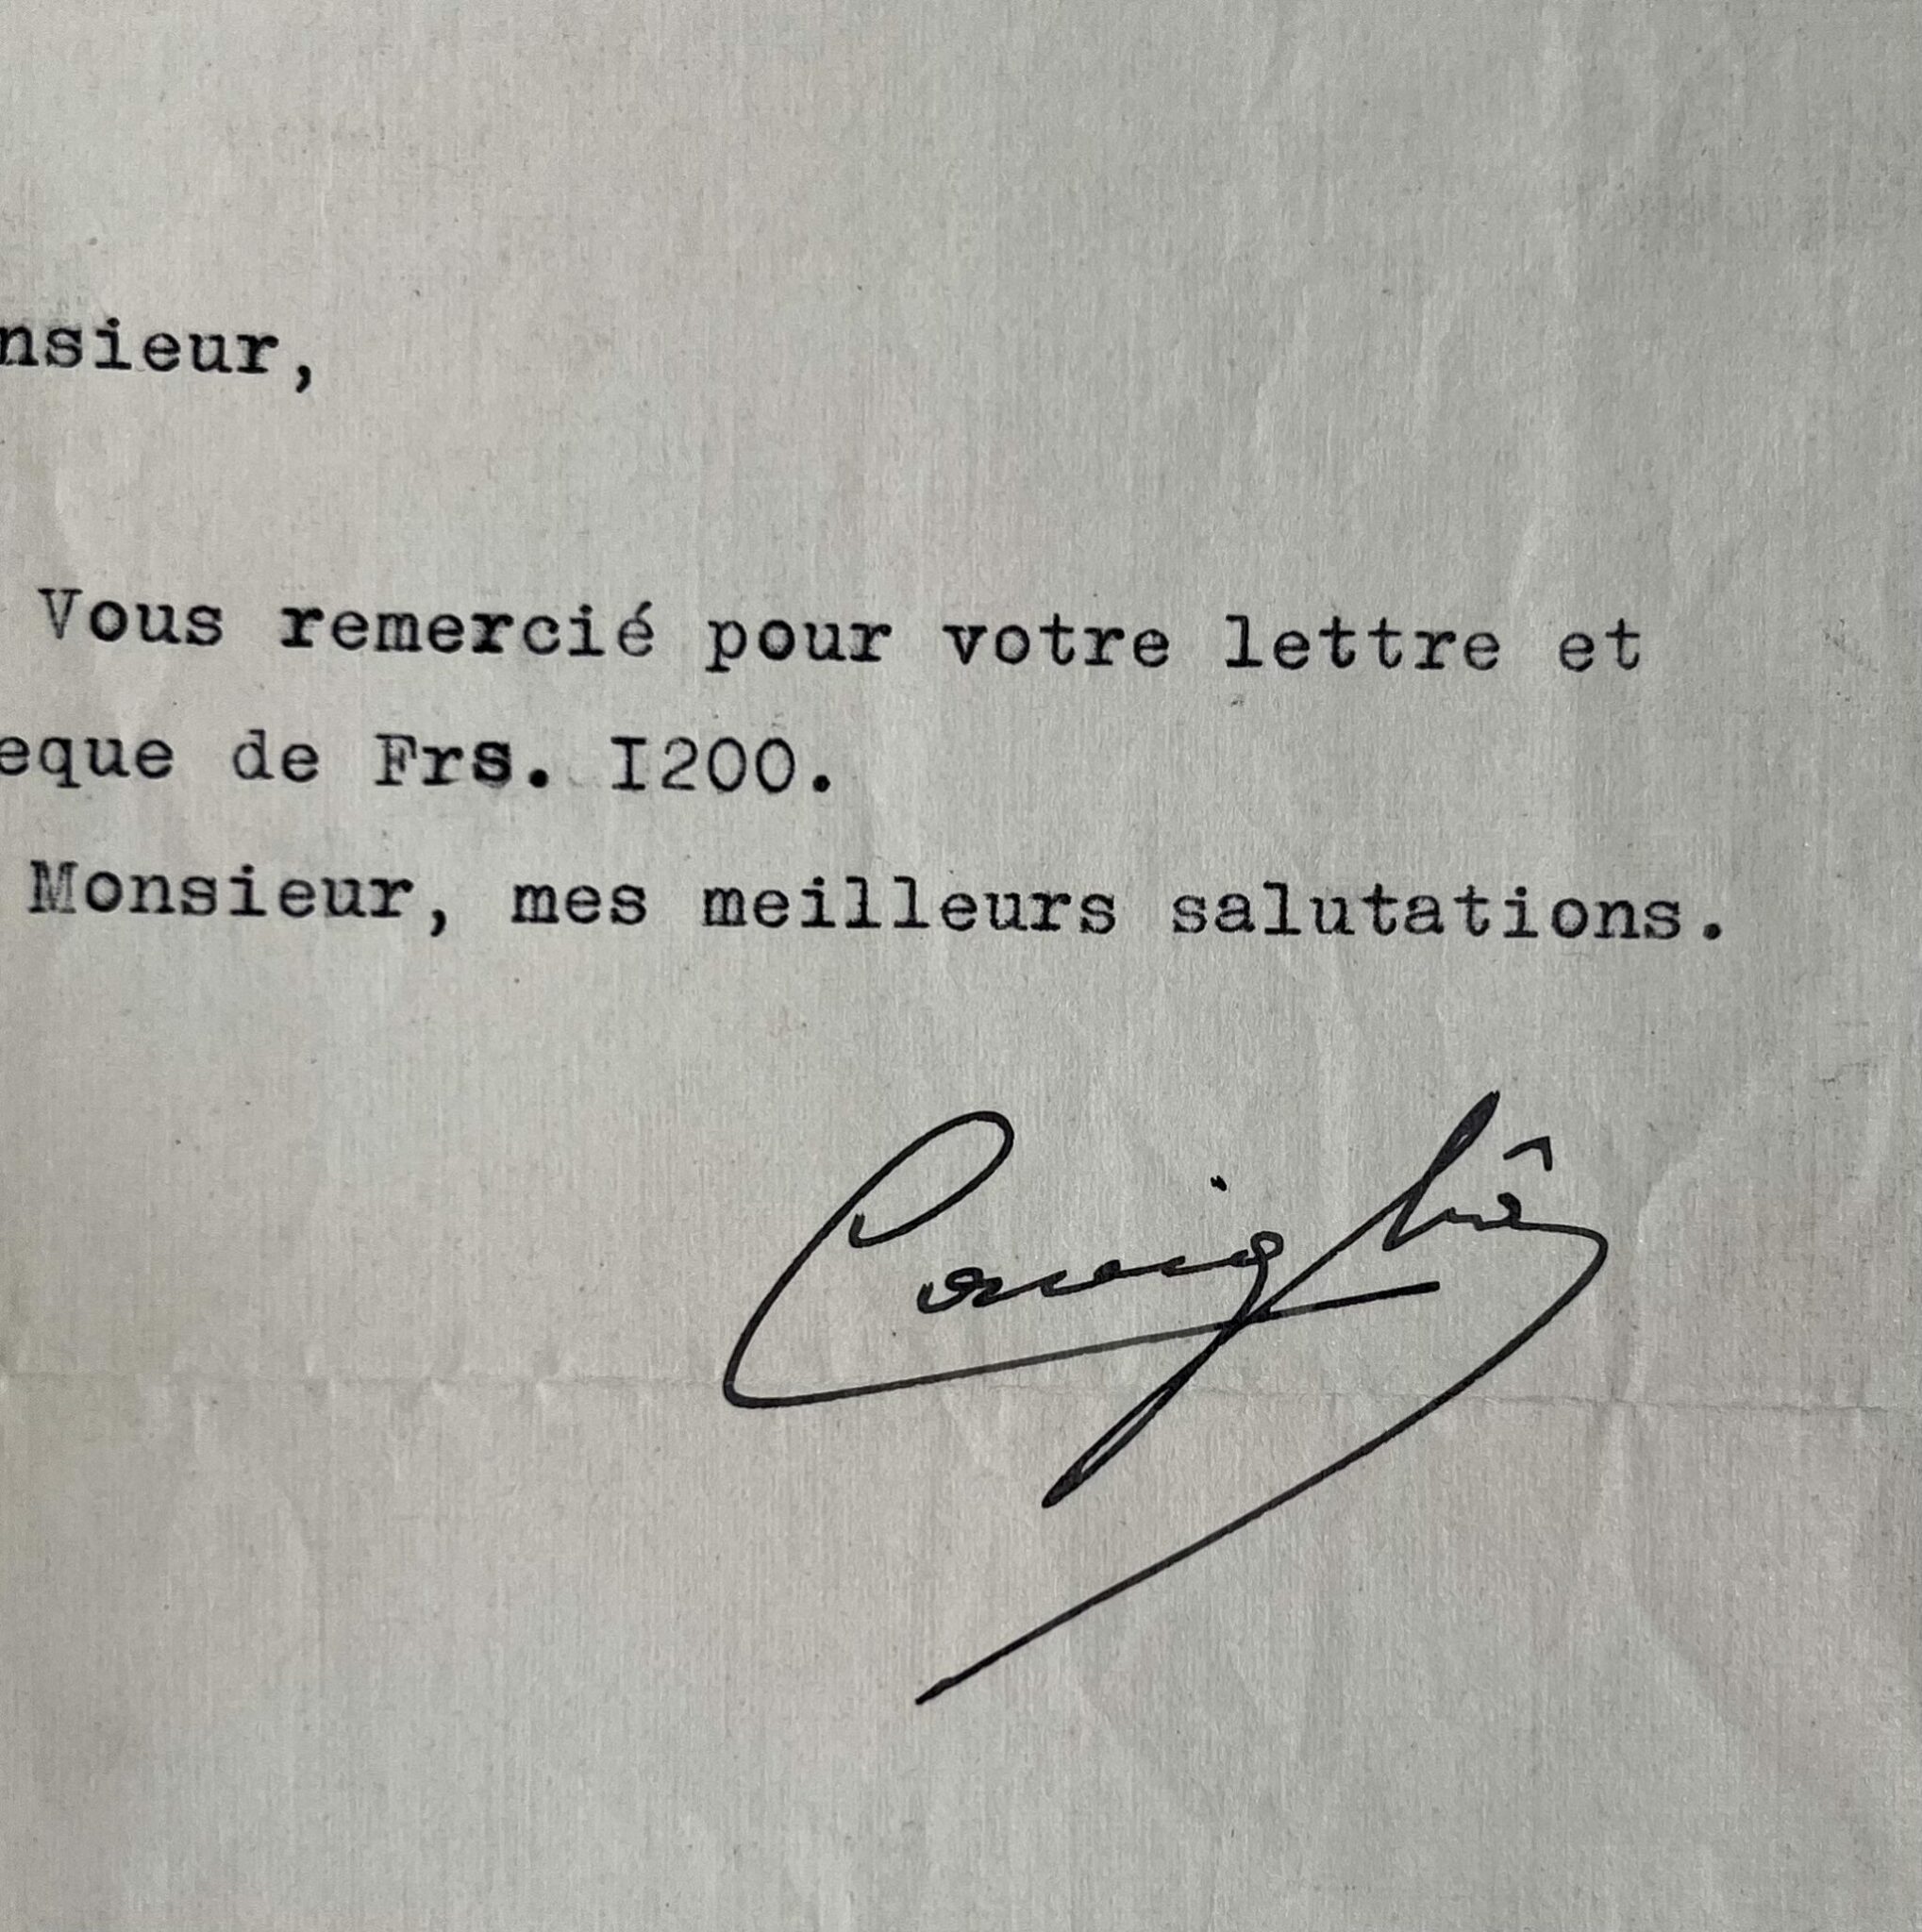 nsieur,
Vous remercié pour votre lettre et
eque de Frs. I200.
Monsieur, mes meilleurs salutations.